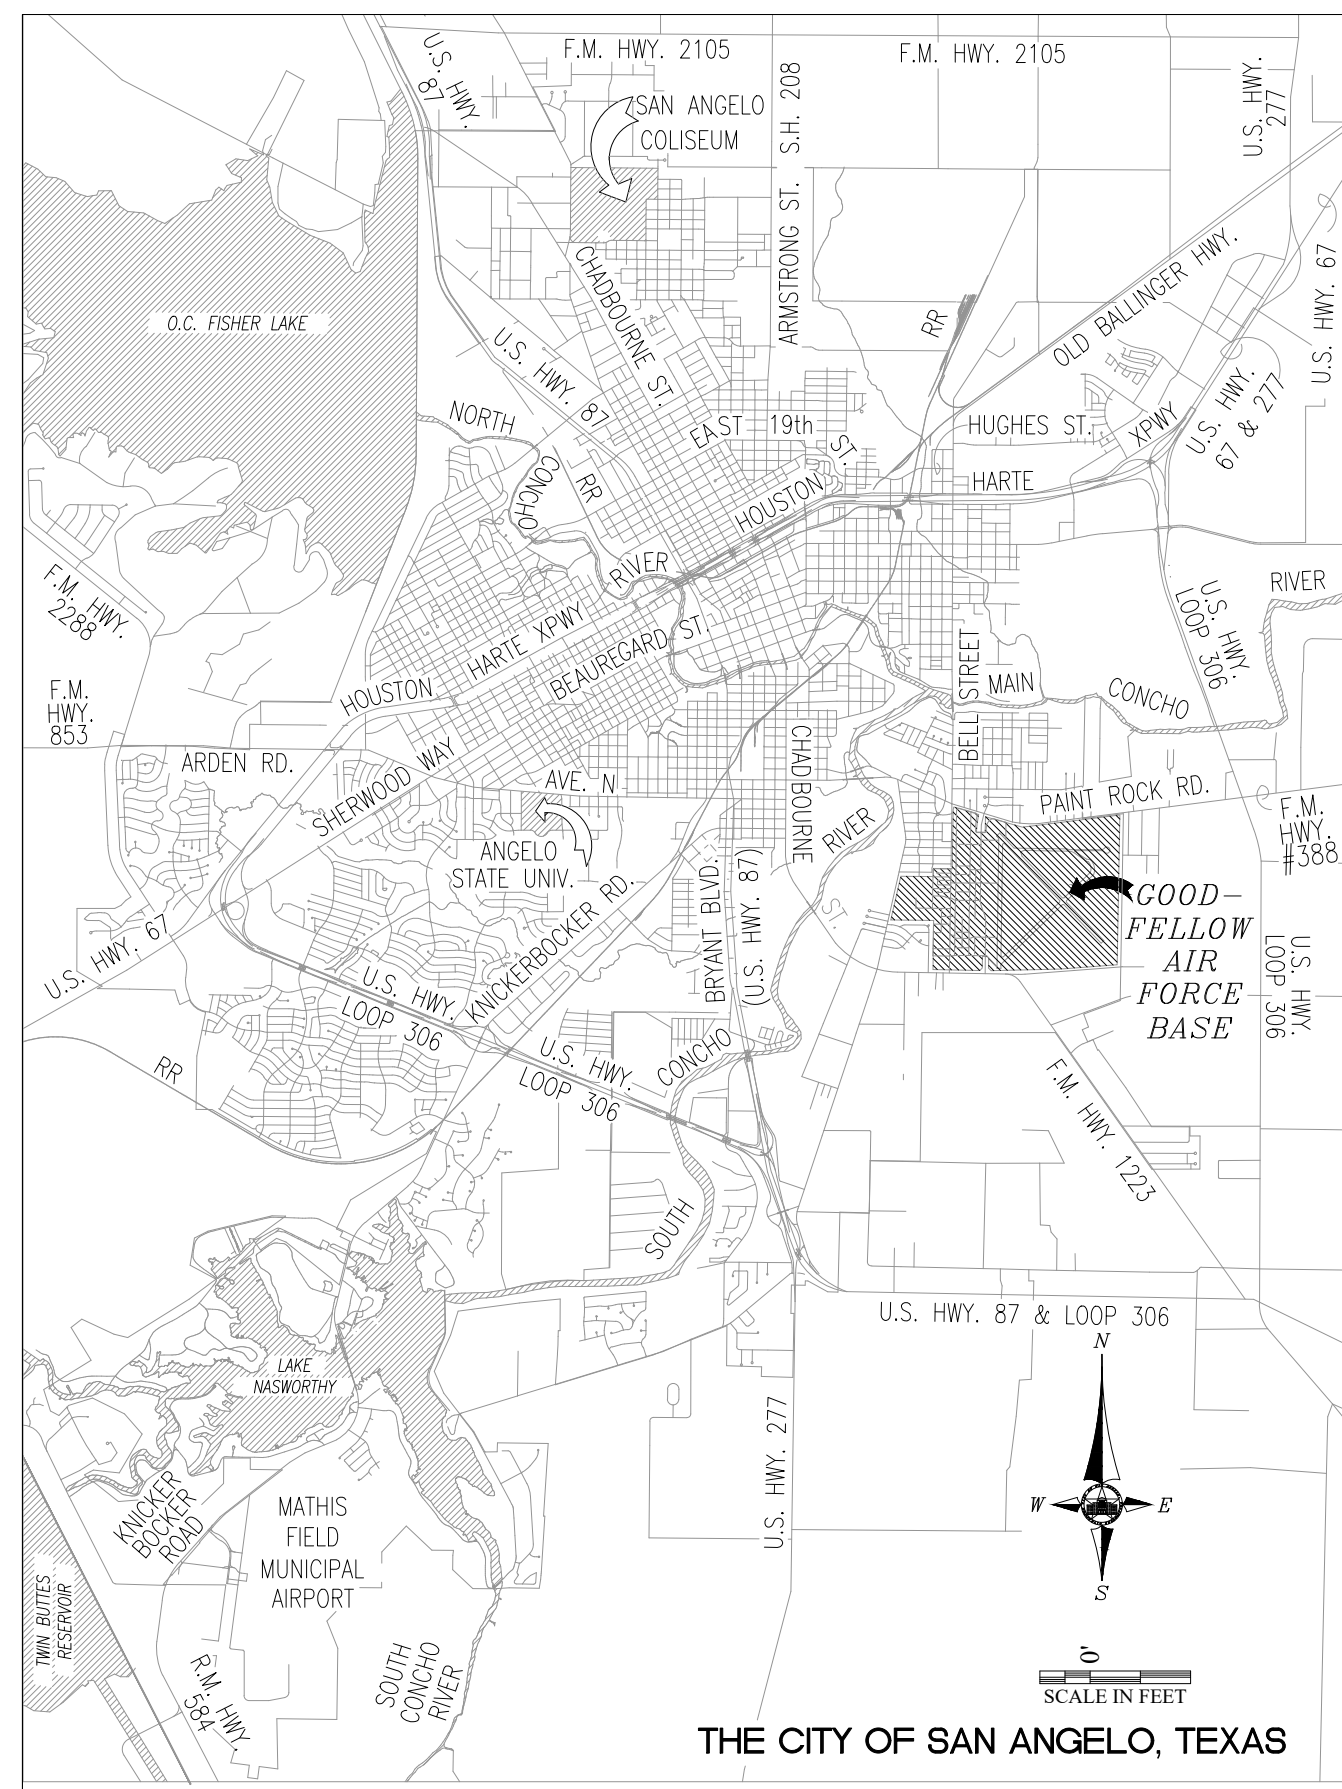 U.S. HWY.
87
F.M. HWY. 2105
F.M. HWY. 2105
S.H. 208
U.S. HWY.
277
SAN ANGELO
COLISEUM
ARMSTRONG ST.
CHADBOURNE ST.
OLD BALLINGER HWY.
U.S. HWY. 67
O.C. FISHER LAKE
U.S. HWY. 87
RR
NORTH
CONCHO
RIVER
RR
EAST 19th ST.
HUGHES ST.
XPWY
U.S. HWY.
67 & 277
HOUSTON
HARTE
F.M. HWY.
2288
HARTE XPWY
BEAUREGARD ST.
HOUSTON
U.S. HWY.
LOOP 306
RIVER
BELL STREET
MAIN
CONCHO
F.M.
HWY.
853
ARDEN RD.
SHERWOOD WAY
AVE. N
CHADBOURNE
ST.
RIVER
PAINT ROCK RD.
F.M.
HWY.
#388
ANGELO
STATE UNIV.
KNICKERBOCKER RD.
BRYANT BLVD.
(U.S. HWY. 87)
GOOD-
FELLOW
AIR
FORCE
BASE
U.S. HWY.
LOOP 306
U.S. HWY. 67
U.S. HWY.
LOOP 306
RR
U.S. HWY.
LOOP 306
CONCHO
F.M. HWY. 1223
SOUTH
U.S. HWY. 87 & LOOP 306
LAKE
NASWORTHY
N
W
E
S
U.S. HWY. 277
KNICKER
BOCKER
ROAD
MATHIS
FIELD
MUNICIPAL
AIRPORT
TWIN BUTTES
RESERVOIR
R.M. HWY.
584
SOUTH
CONCHO
RIVER
0'
SCALE IN FEET
THE CITY OF SAN ANGELO, TEXAS